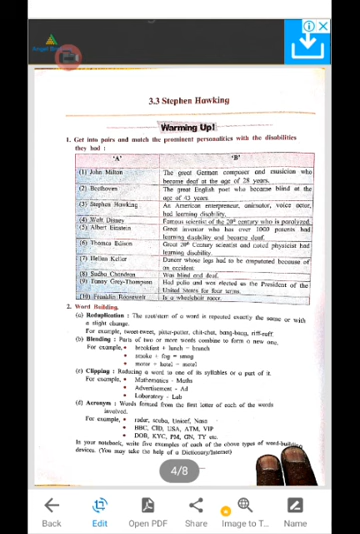 3.3 Stephen Hawking
Warming Up!
1. Get into pairs and match the prominent personalities with the disabilities
they had :
'A' 'B'
(1) John Milton The great German composer and musician who
became deaf at the age of 28 years.
(2) Beethoven The great English poet who became blind at the
age of 43 years
(3) Stephen Hawking An American entrepreneur, animator, voice actor,
had learning disability.
(4) Walt Disney Famous scientist of the 20th century who is paralyzed.
(5) Albert Einstein Great inventor who has over 1000 patents had
learning disability and became deaf.
(6) Thomas Edison Great 20th Century scientist and noted physicist had
learning disability.
(7) Hellen Keller Dancer whose legs had to be amputated because of
an accident.
(8) Sudha Chandran Was blind and deaf.
(9) Tanny Grey-Thompson Had polio and was elected as the President of the
United States for four terms.
(10) Franklin Roosevelt Is a wheelchair racer.
2. Word Building.
(a) Reduplication : The word is repeated exactly the same or with
a slight change.
For example, tweet-tweet, pitter-patter, chit-chat, bang-bang, riff-raff.
(b) Blending : Parts of two or more words combine to form a new one.
For example, • breakfast + lunch = brunch
• smoke + fog = smog
• motor + hotel = motel
(c) Clipping : Reducing a word to one of its syllables or a part of it.
For example, • Mathematics - Maths
• Advertisement - Ad
• Laboratory - Lab
(d) Acronym : Words formed from the first letter of each of the words
involved.
For example, • radar, scuba, Unicef, Nasa
• BBC, CID, USA, ATM, VIP
• DOB, KYC, PM, GN, TY etc.
In your notebook, write five examples of each of the above types of word-building
devices. (You may take the help of a Dictionary/Internet)
4/8
Back
Edit
Open PDF
Share
Image to T...
Name